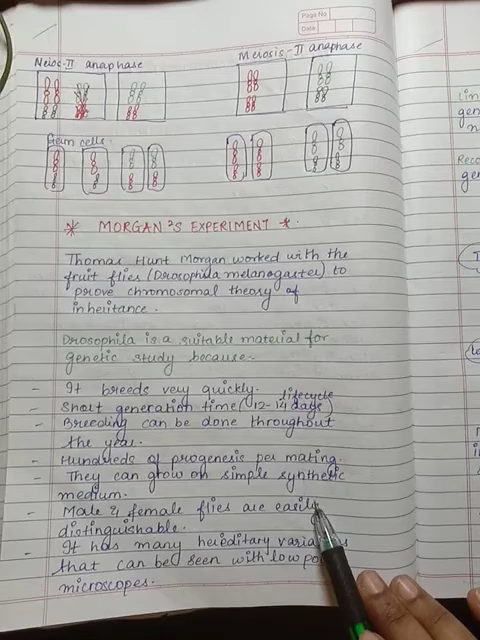 Page No
Date
Neios-II anaphase
Meiosis-II anaphase
Germ cells
* MORGAN'S EXPERIMENT *
Thomas Hunt Morgan worked with the
fruit flies (Drosophila melanogaster) to
prove chromosomal theory of
inheritance.
Drosophila is a suitable material for
genetic study because-
- It breeds very quickly.
lifecycle
- Short generation time (12-14 days)
- Breeding can be done throughout
the year.
- Hundreds of progenesis per mating.
- They can grow on simple synthetic
medium.
- Male & female flies are easily
distinguishable.
- It has many hereditary
that can be seen with low
microscopes.